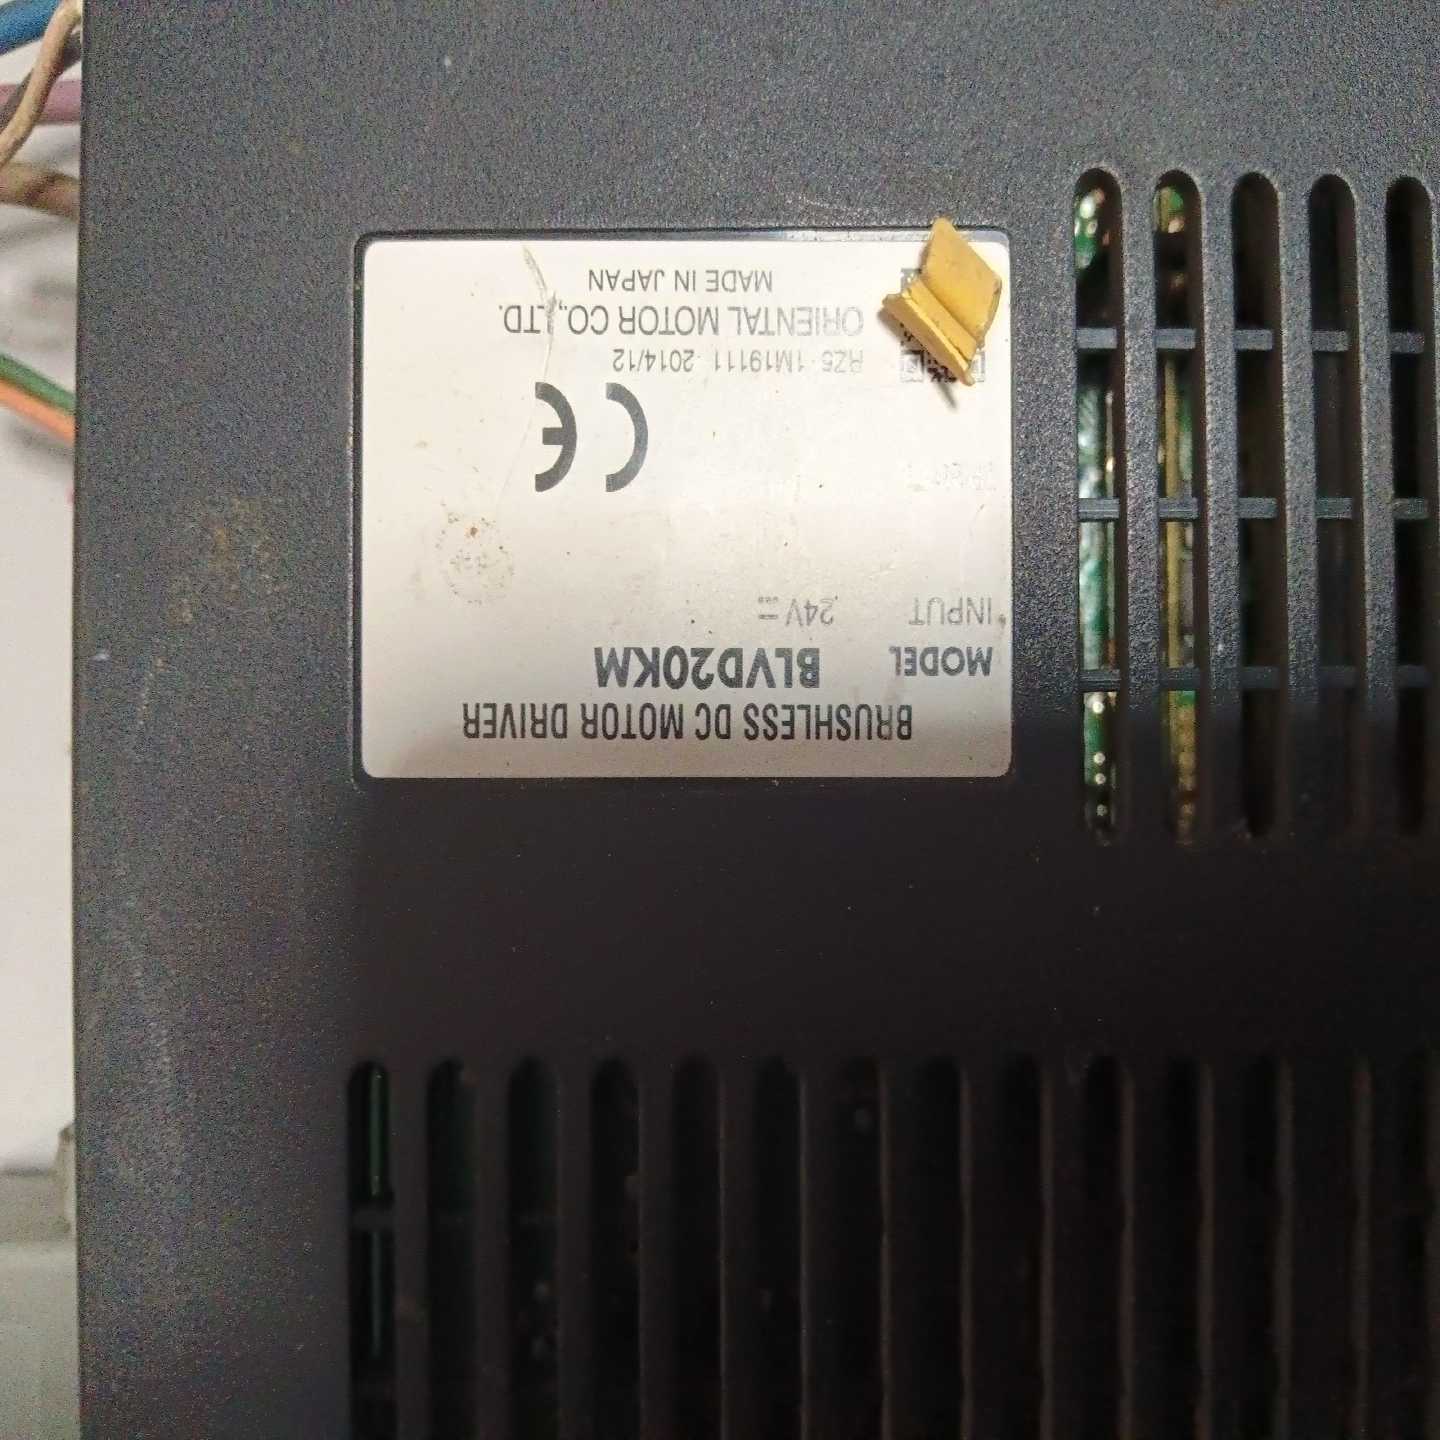 BRUSHLESS DC MOTOR DRIVER
MODEL BLVD20KM
INPUT 24V ⎓
CE
RZ5 1M19111 2014/12
ORIENTAL MOTOR CO.,LTD.
MADE IN JAPAN